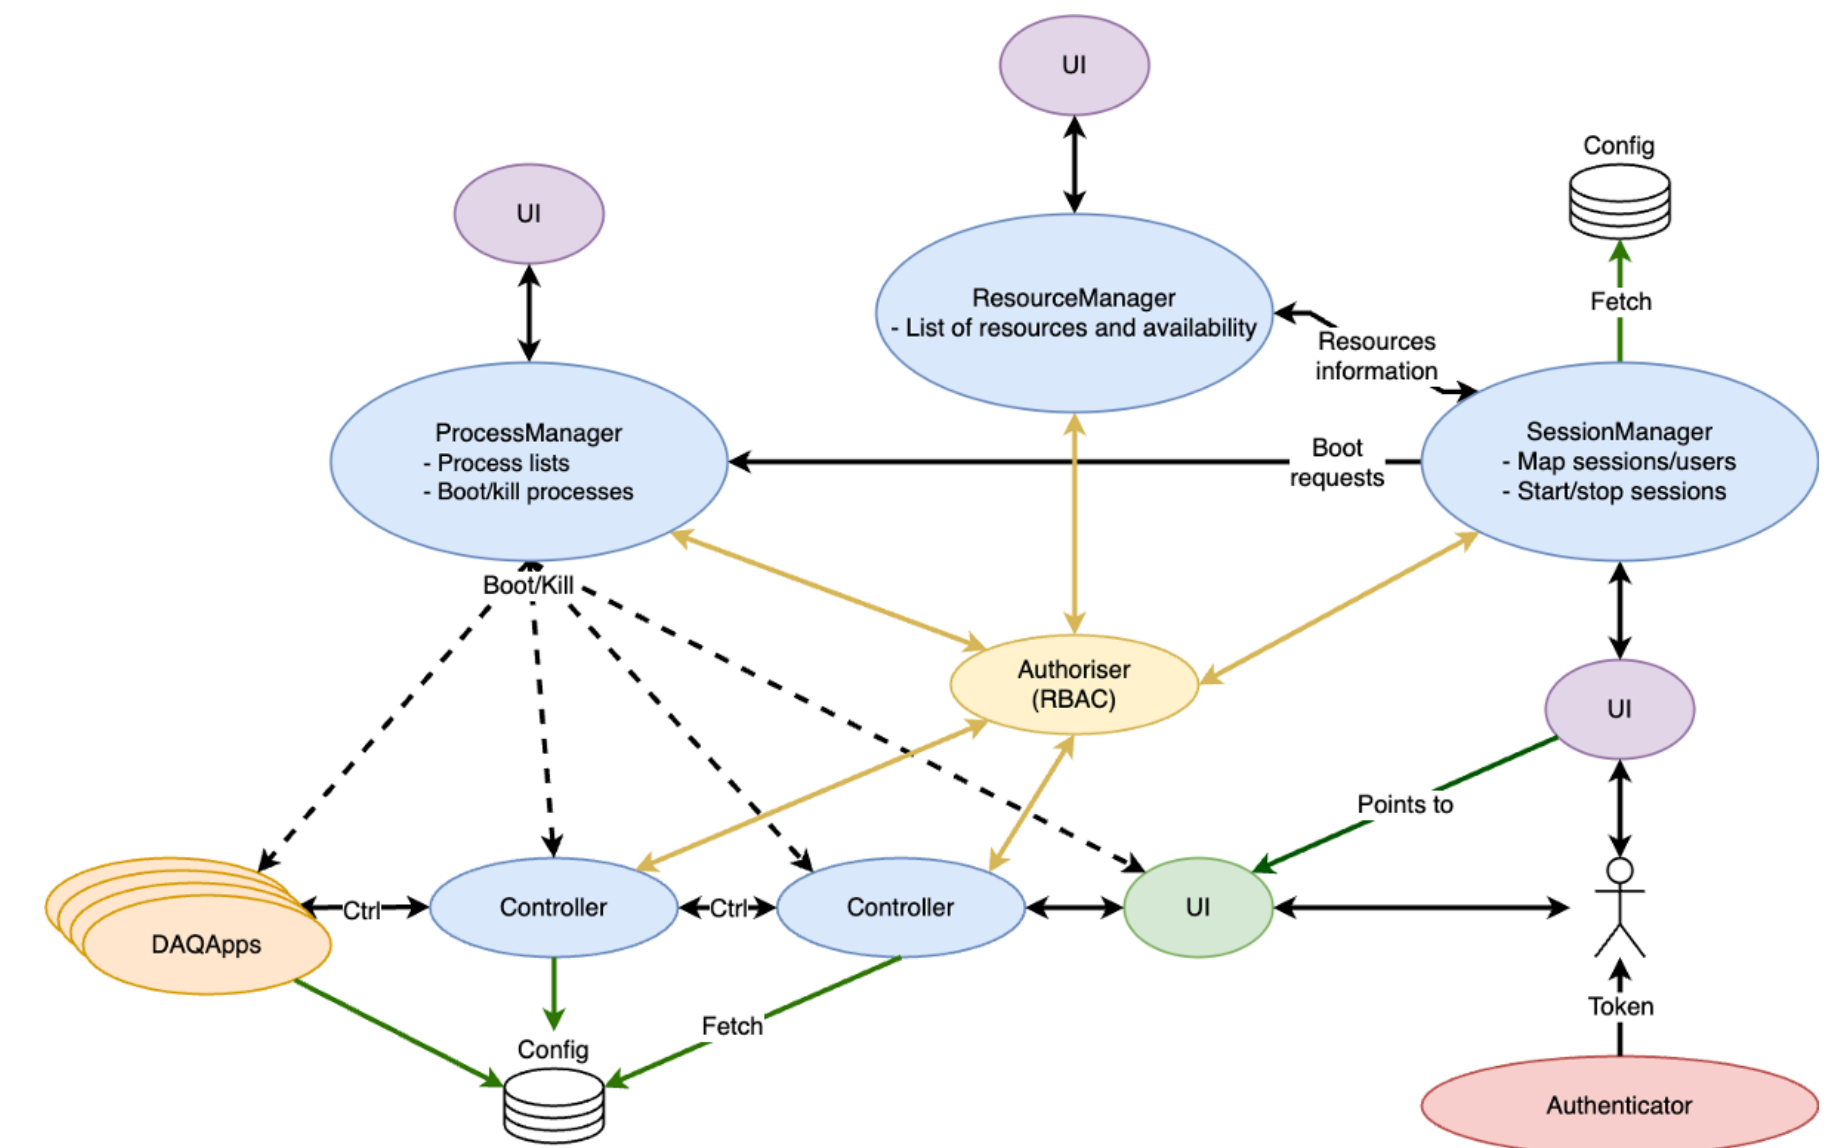 UI
Config
UI
Fetch
ResourceManager
- List of resources and availability
Resources
information
ProcessManager
- Process lists
- Boot/kill processes
Boot
requests
SessionManager
- Map sessions/users
- Start/stop sessions
Boot/Kill
Authoriser
(RBAC)
UI
Points to
DAQApps
Ctrl
Controller
Ctrl
Controller
UI
Token
Fetch
Config
Authenticator